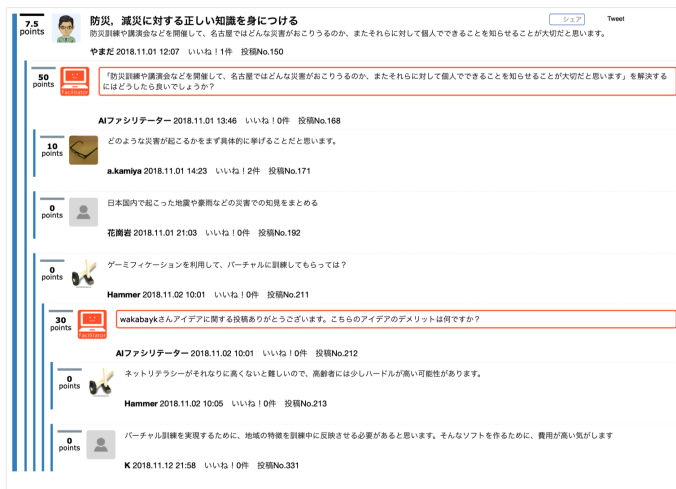 7.5
points
防災，減災に対する正しい知識を身につける
シェア
Tweet
防災訓練や講演会などを開催して、名古屋ではどんな災害がおこりうるのか、またそれらに対して個人でできることを知らせることが大切だと思います。
やまだ 2018.11.01 12:07 いいね！1件 投稿No.150
50
points
Facilitator
「防災訓練や講演会などを開催して、名古屋ではどんな災害がおこりうるのか、またそれらに対して個人でできることを知らせることが大切だと思います」を解決する
にはどうしたら良いでしょうか？
AIファシリテーター 2018.11.01 13:46 いいね！0件 投稿No.168
10
points
どのような災害が起こるかをまず具体的に挙げることだと思います。
a.kamiya 2018.11.01 14:23 いいね！2件 投稿No.171
0
points
日本国内で起こった地震や豪雨などの災害での知見をまとめる
花崗岩 2018.11.01 21:03 いいね！0件 投稿No.192
0
points
ゲーミフィケーションを利用して、バーチャルに訓練してもらっては？
Hammer 2018.11.02 10:01 いいね！0件 投稿No.211
30
points
Facilitator
wakabaykさんアイデアに関する投稿ありがとうございます。こちらのアイデアのデメリットは何ですか？
AIファシリテーター 2018.11.02 10:01 いいね！0件 投稿No.212
0
points
ネットリテラシーがそれなりに高くないと難しいので、高齢者には少しハードルが高い可能性があります。
Hammer 2018.11.02 10:05 いいね！0件 投稿No.213
0
points
バーチャル訓練を実現するために、地域の特徴を訓練中に反映させる必要があると思います。そんなソフトを作るために、費用が高い気がします
K 2018.11.12 21:58 いいね！0件 投稿No.331